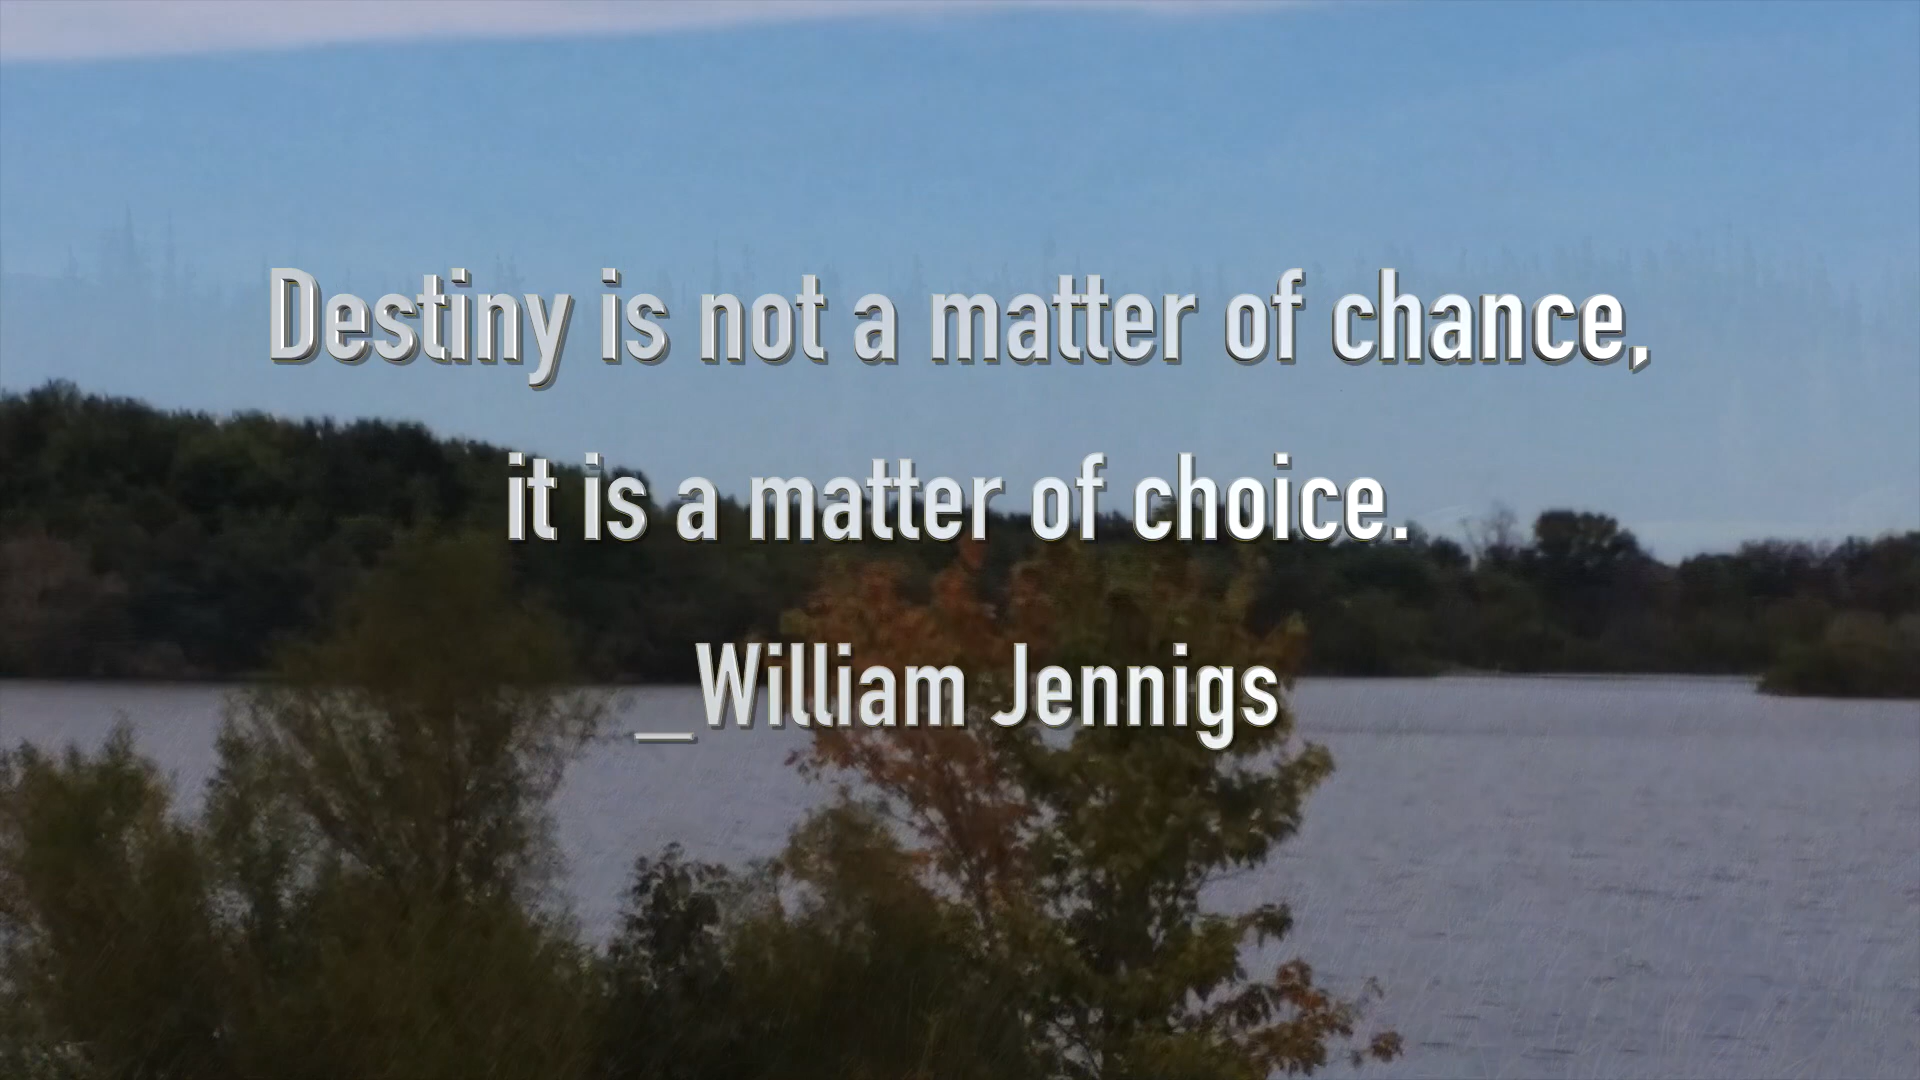 Destiny is not a matter of chance,
it is a matter of choice.
_William Jennigs